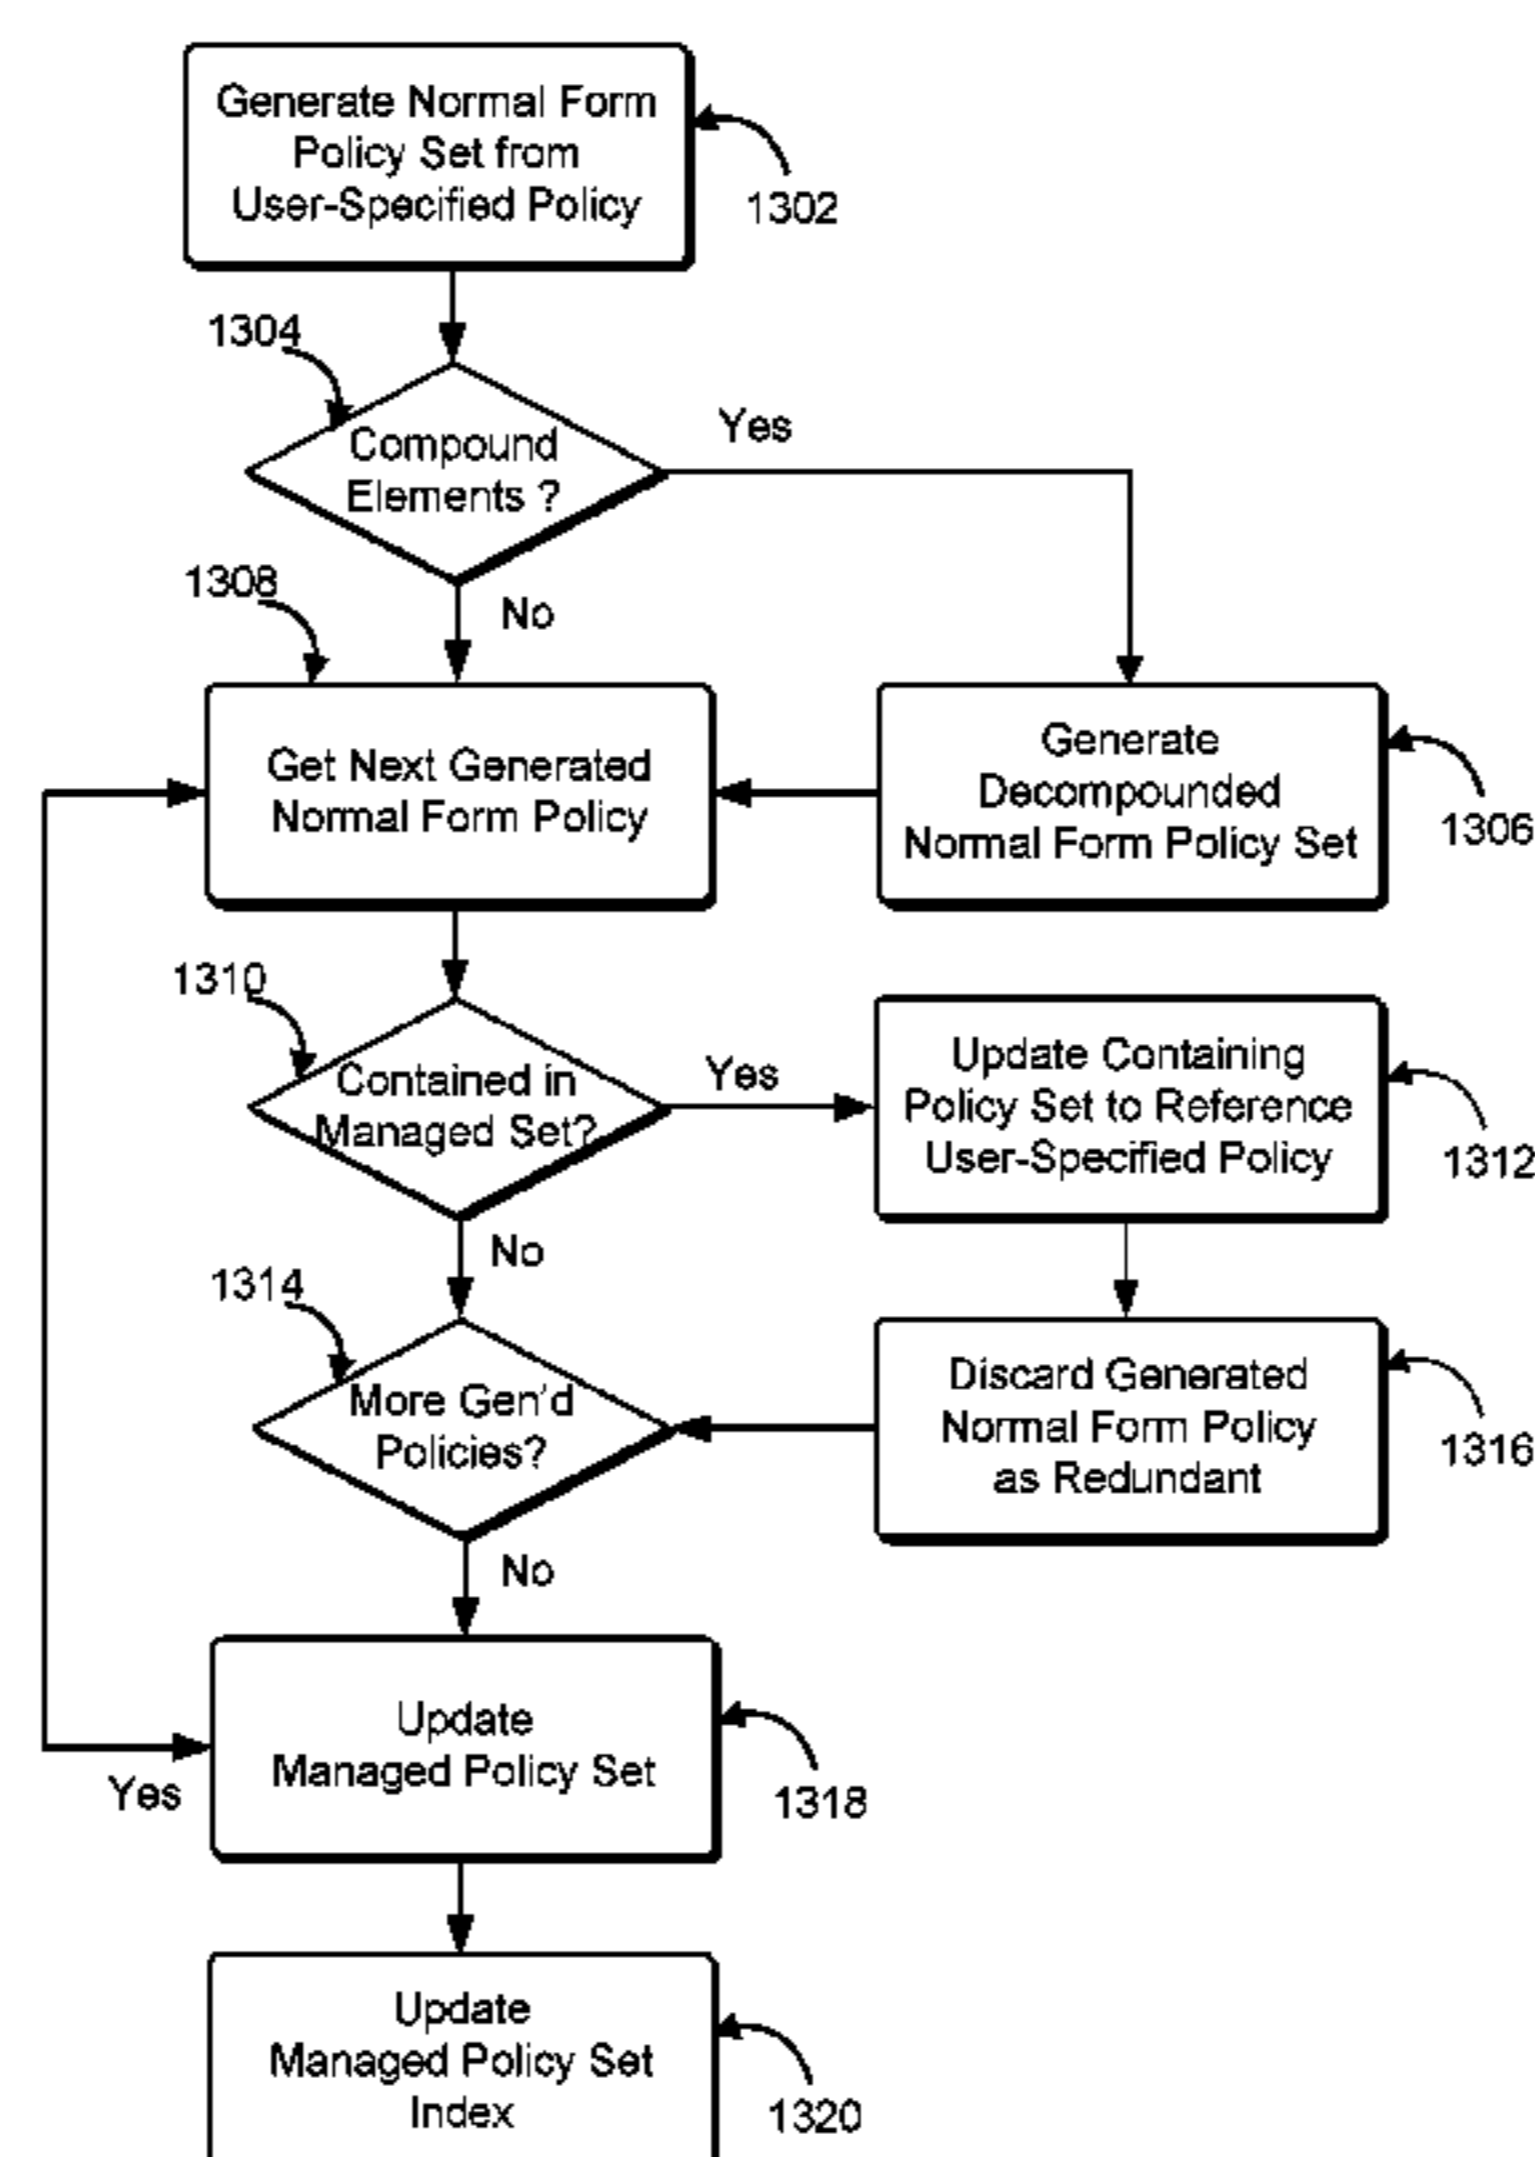 Generate Normal Form
Policy Set from
User-Specified Policy
1302
1304
Compound
Elements ?
Yes
No
1308
Get Next Generated
Normal Form Policy
Generate
Decompounded
Normal Form Policy Set
1306
1310
Contained in
Managed Set?
Yes
No
Update Containing
Policy Set to Reference
User-Specified Policy
1312
1314
More Gen'd
Policies?
No
Discard Generated
Normal Form Policy
as Redundant
1316
Update
Managed Policy Set
Yes
1318
Update
Managed Policy Set
Index
1320